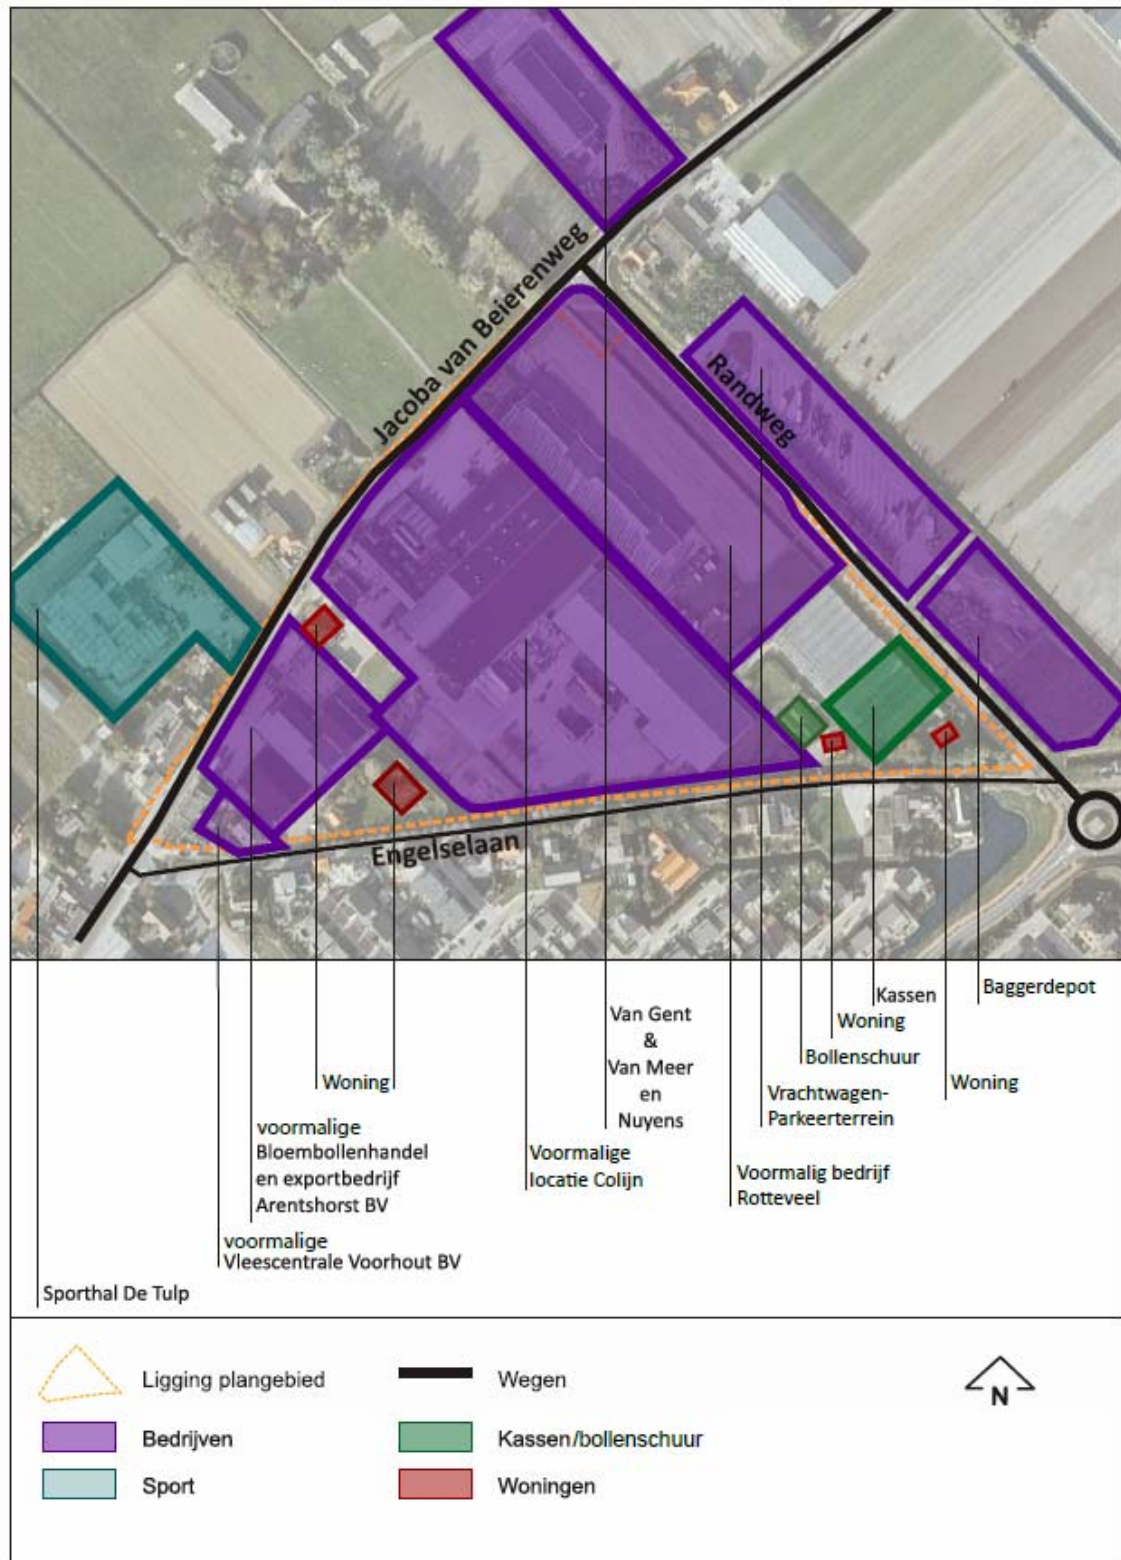 Jacoba van Beierenweg
Randweg
Engelselaan
Baggerdepot
Kassen
Woning
Bollenschuur
Woning
Van Gent
&
Van Meer
en
Nuyens
Woning
Vrachtwagen-
Parkeerterrein
voormalige
Bloembollenhandel
en exportbedrijf
Arentshorst BV
Voormalige
locatie Colijn
Voormalig bedrijf
Rotteveel
voormalige
Vleescentrale Voorhout BV
Sporthal De Tulp
Ligging plangebied
Wegen
N
Bedrijven
Kassen/bollenschuur
Sport
Woningen